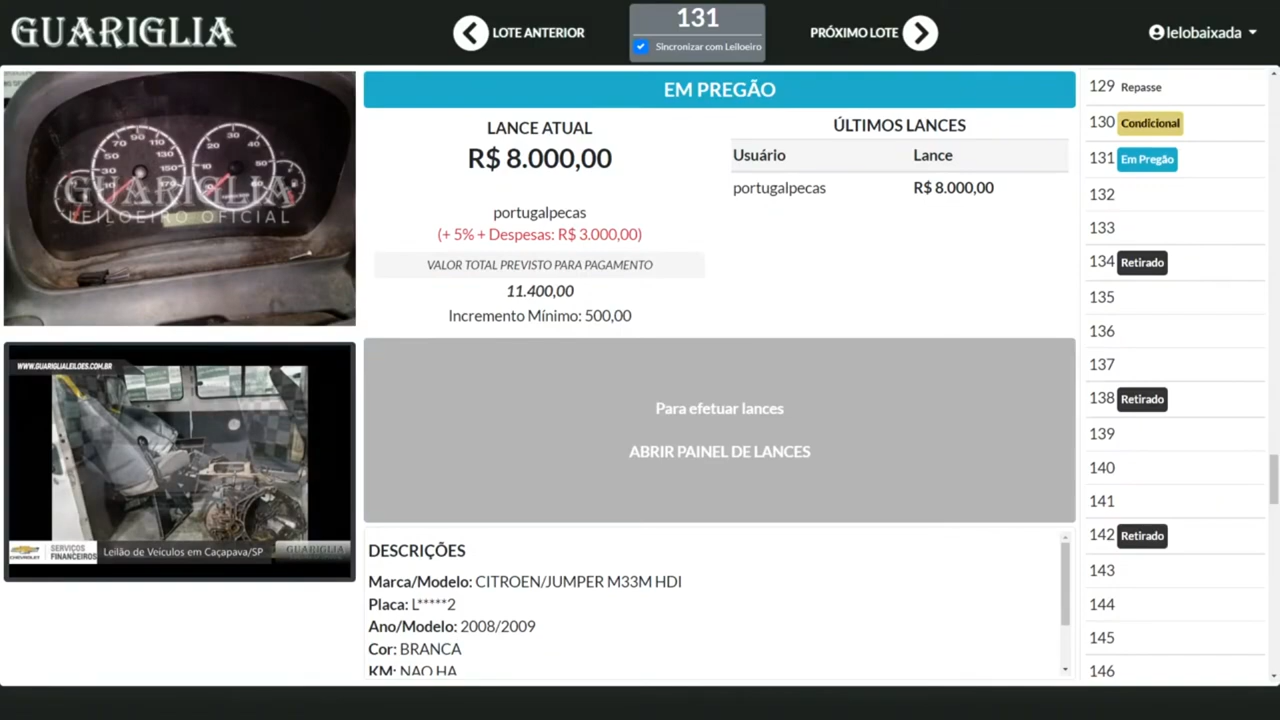 GUARIGLIA
LOTE ANTERIOR
131
Sincronizar com Leiloeiro
PRÓXIMO LOTE
lelobaixada
GUARIGLIA
LEILOEIRO OFICIAL
WWW.GUARIGLIALEILOES.COM.BR
CHEVROLET
SERVIÇOS
FINANCEIROS
Leilão de Veiculos em Caçapava/SP
GUARIGLIA
EM PREGÃO
LANCE ATUAL
R$ 8.000,00
portugalpecas
(+ 5% + Despesas: R$ 3.000,00)
VALOR TOTAL PREVISTO PARA PAGAMENTO
11.400,00
Incremento Mínimo: 500,00
ÚLTIMOS LANCES
Usuário Lance
portugalpecas R$ 8.000,00
Para efetuar lances
ABRIR PAINEL DE LANCES
DESCRIÇÕES
Marca/Modelo: CITROEN/JUMPER M33M HDI
Placa: L*****2
Ano/Modelo: 2008/2009
Cor: BRANCA
KM: NAO HA
129 Repasse
130 Condicional
131 Em Pregão
132
133
134 Retirado
135
136
137
138 Retirado
139
140
141
142 Retirado
143
144
145
146